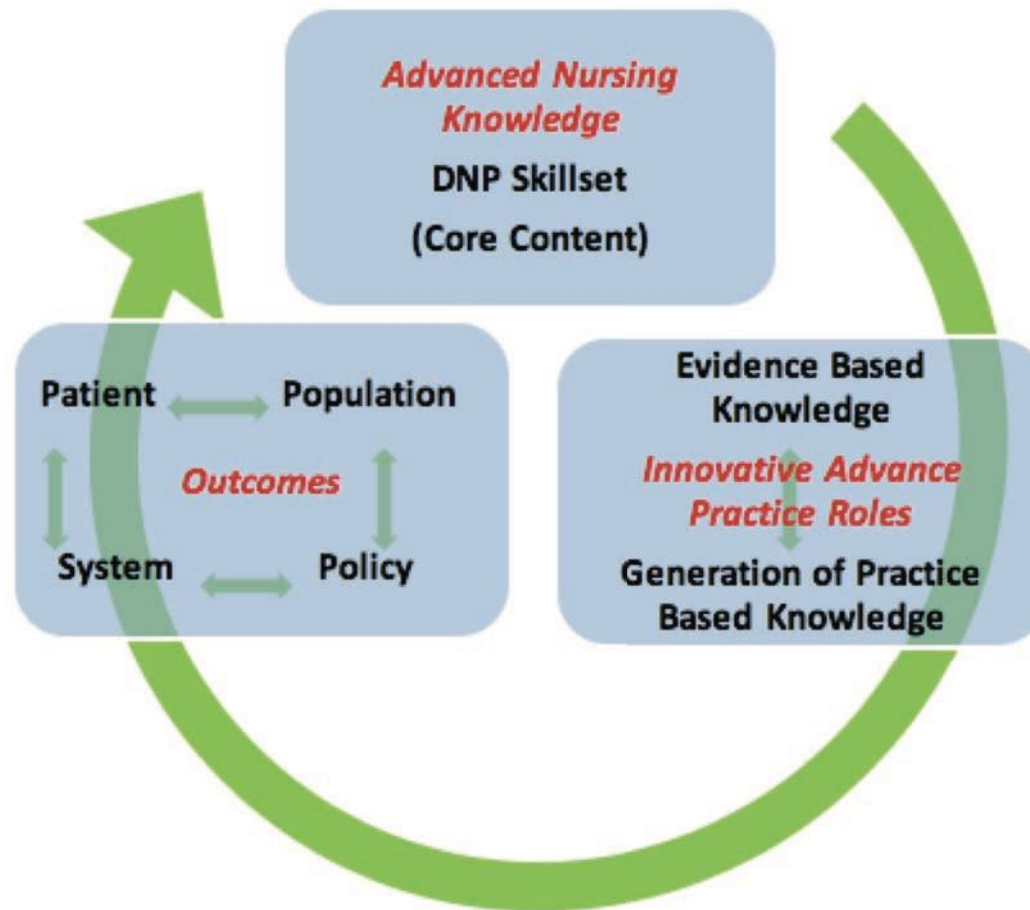 Advanced Nursing
Knowledge
DNP Skillset
(Core Content)
Patient
Population
Outcomes
System
Policy
Evidence Based
Knowledge
Innovative Advance
Practice Roles
Generation of Practice
Based Knowledge